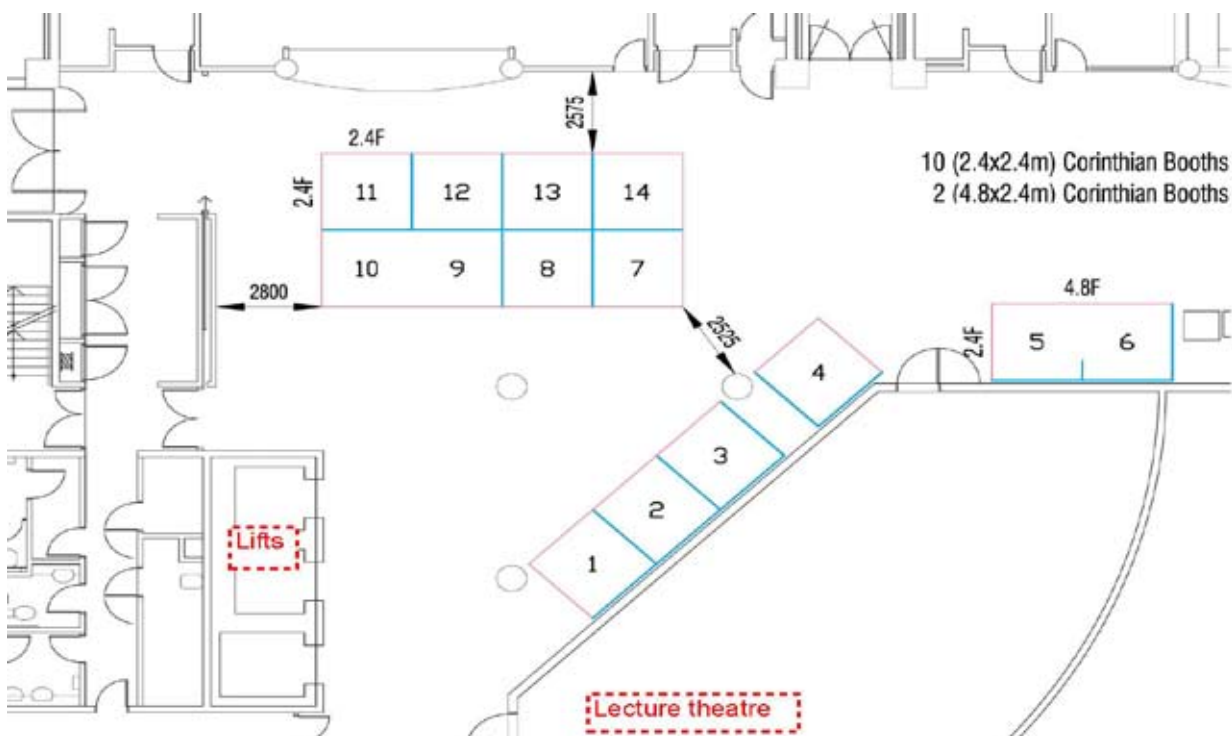 2575
2.4F
10 (2.4x2.4m) Corinthian Booths
2 (4.8x2.4m) Corinthian Booths
2.4F
11 12 13 14
10 9 8 7
2800
4.8F
2525
2.4F
5 6
4
3
2
1
Lifts
Lecture theatre